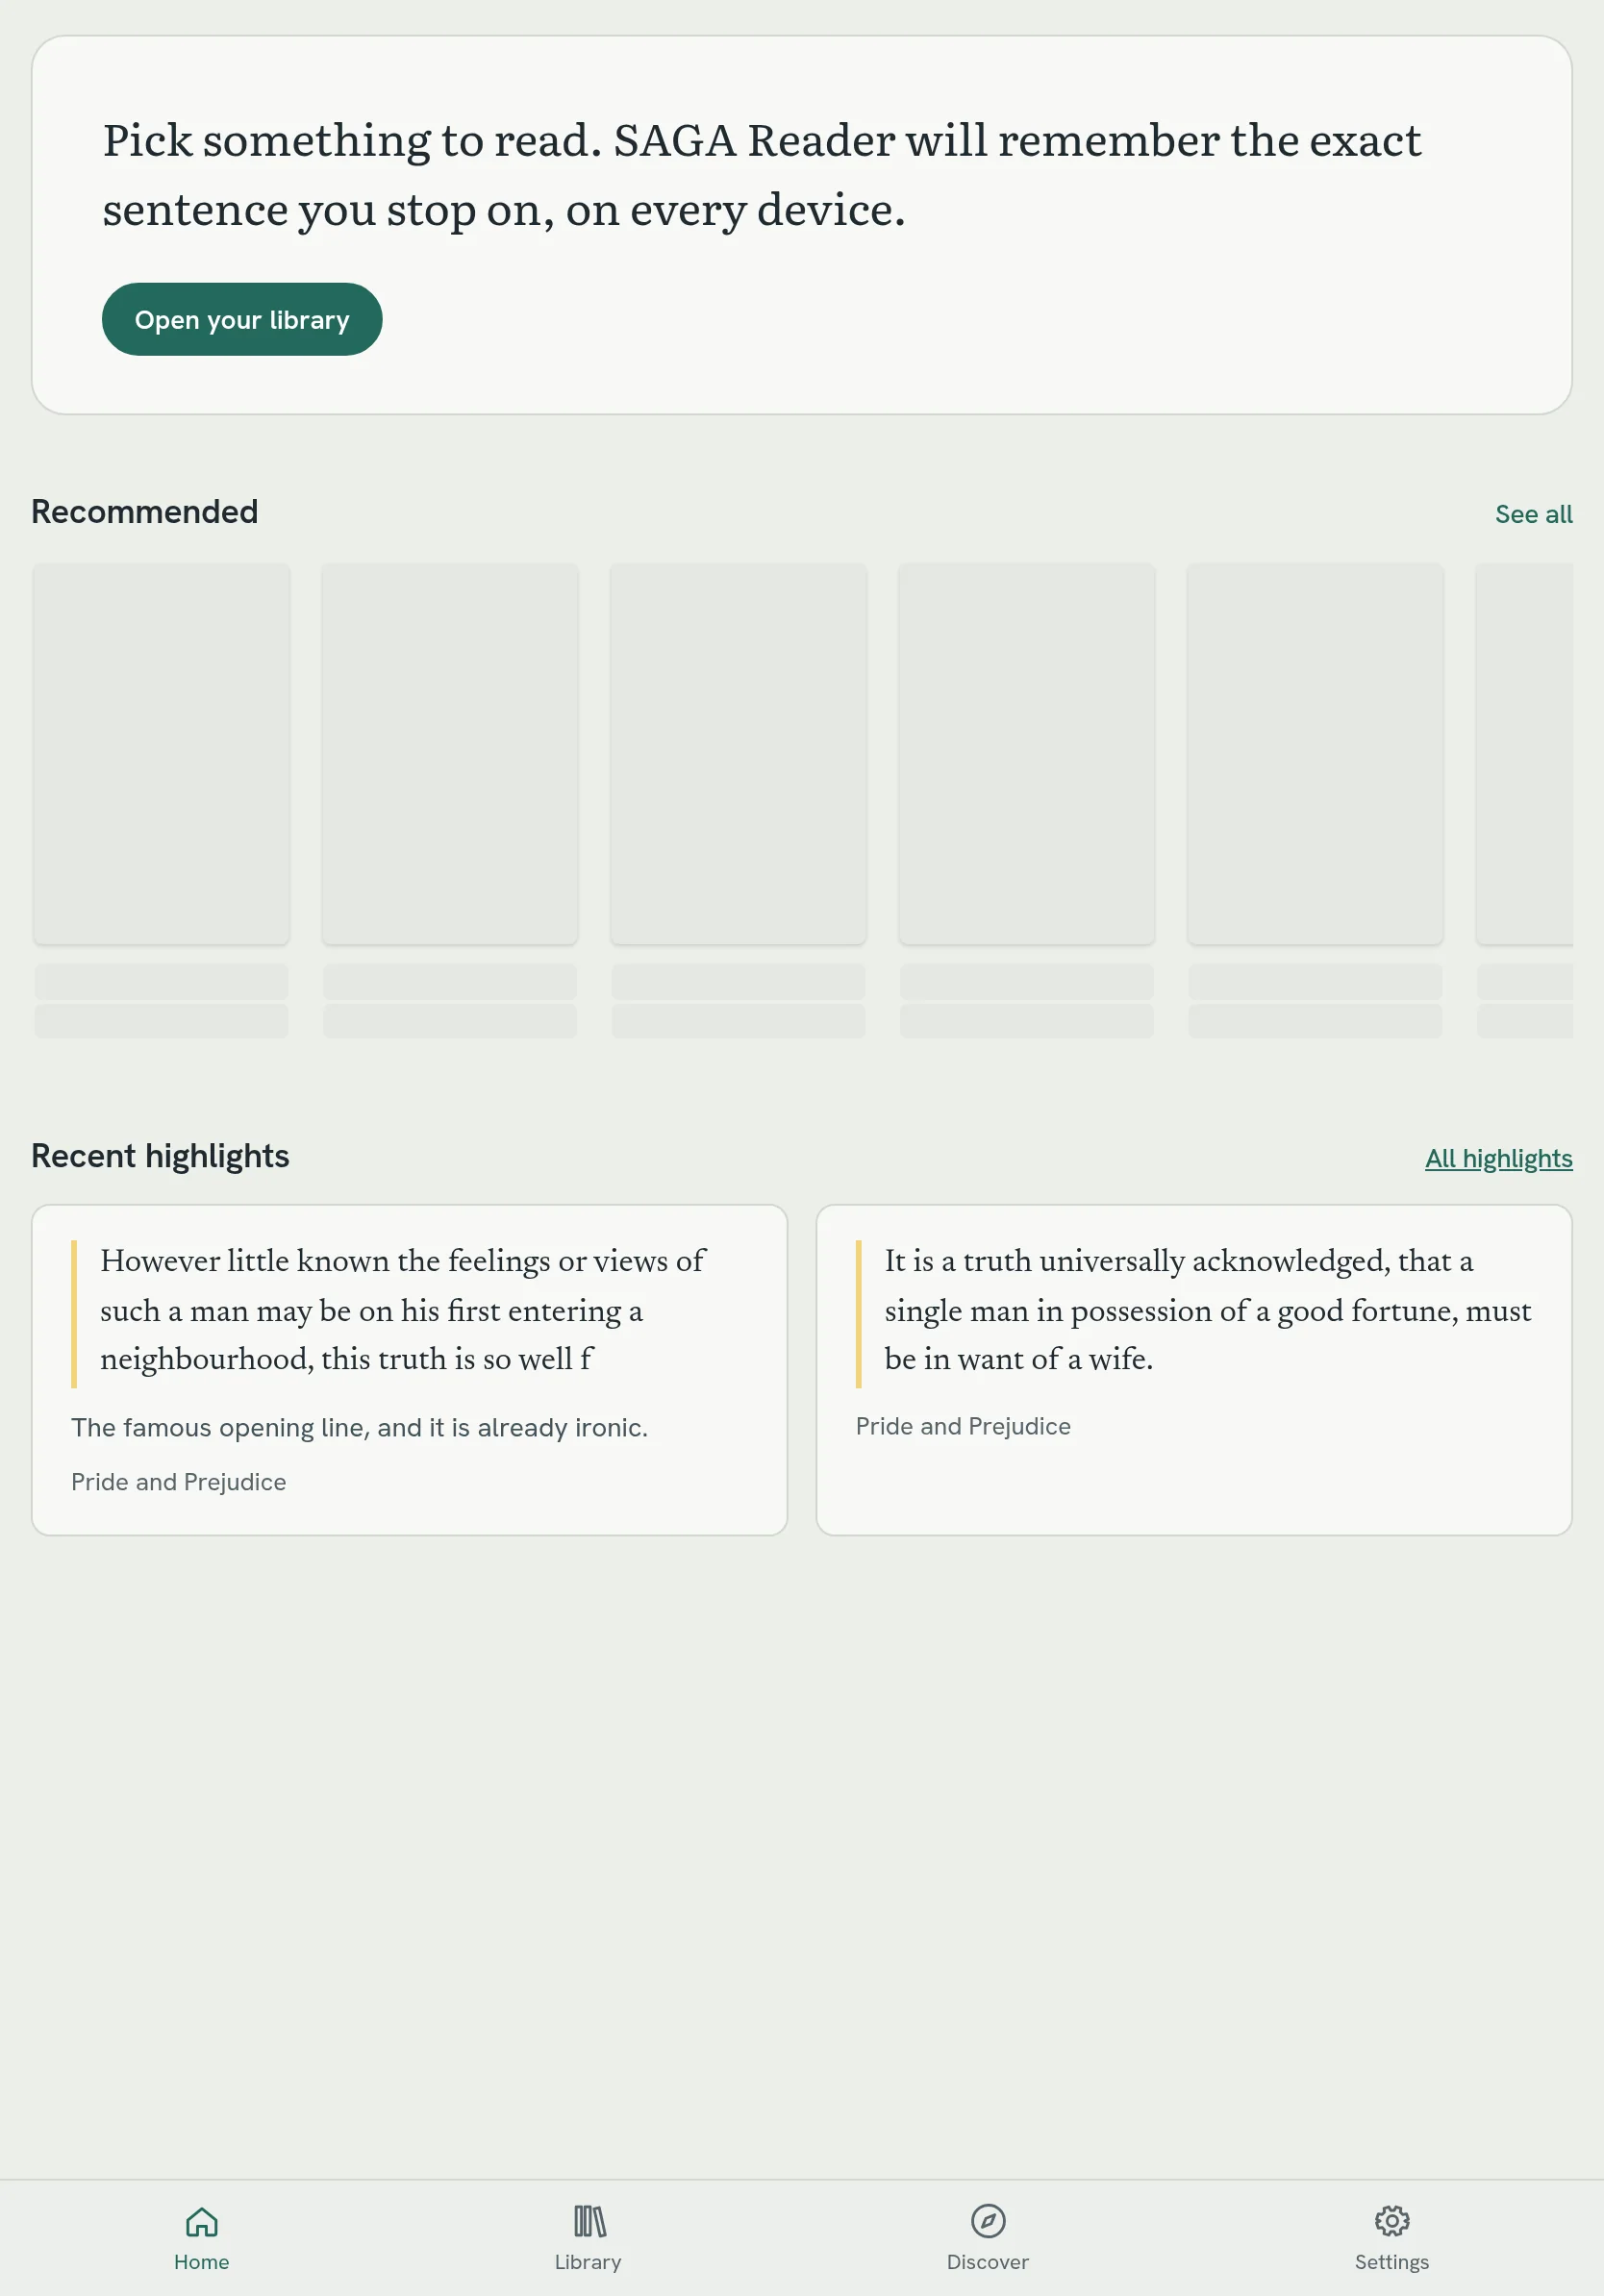 Pick something to read. SAGA Reader will remember the exact
sentence you stop on, on every device.
Open your library
Recommended
See all
Recent highlights
All highlights
However little known the feelings or views of
such a man may be on his first entering a
neighbourhood, this truth is so well f
The famous opening line, and it is already ironic.
Pride and Prejudice
It is a truth universally acknowledged, that a
single man in possession of a good fortune, must
be in want of a wife.
Pride and Prejudice
Home
Library
Discover
Settings